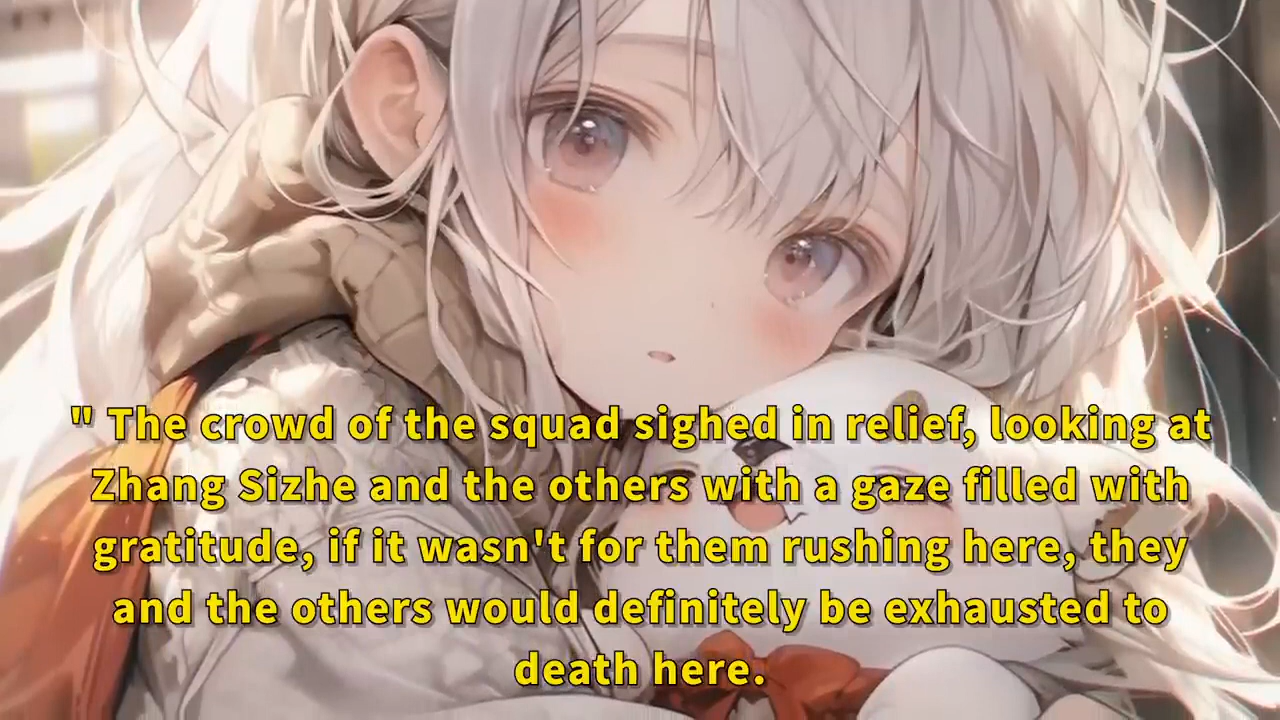 " The crowd of the squad sighed in relief, looking at
Zhang Sizhe and the others with a gaze filled with
gratitude, if it wasn't for them rushing here, they
and the others would definitely be exhausted to
death here.